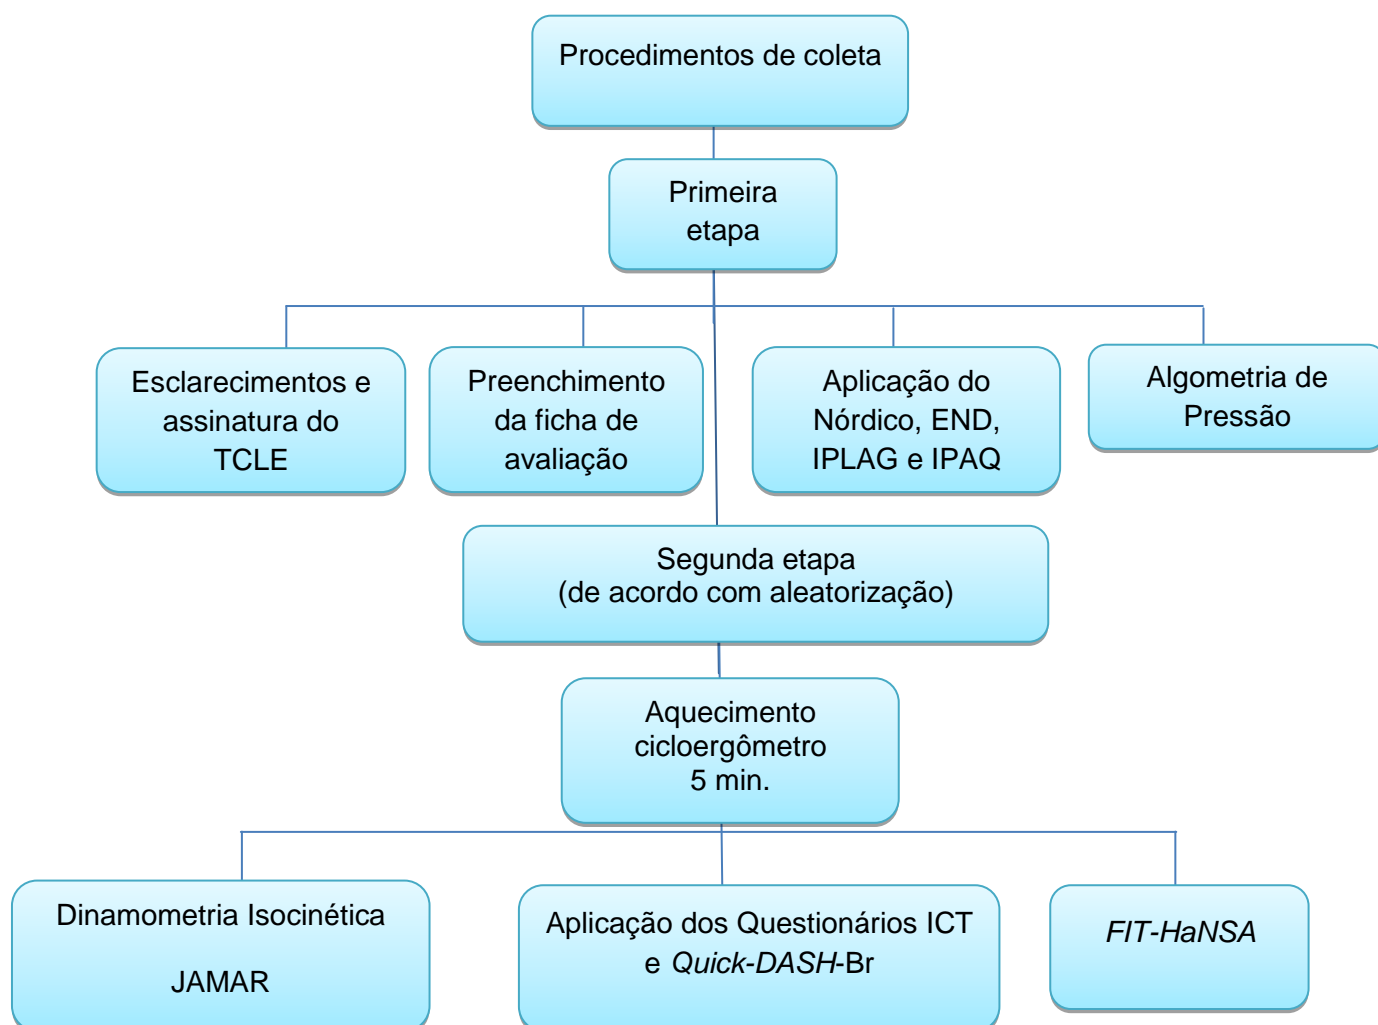 Procedimentos de coleta
Primeira
etapa
Esclarecimentos e
assinatura do
TCLE
Preenchimento
da ficha de
avaliação
Aplicação do
Nórdico, END,
IPLAG e IPAQ
Algometria de
Pressão
Segunda etapa
(de acordo com aleatorização)
Aquecimento
cicloergômetro
5 min.
Dinamometria Isocinética
JAMAR
Aplicação dos Questionários ICT
e Quick-DASH-Br
FIT-HaNSA